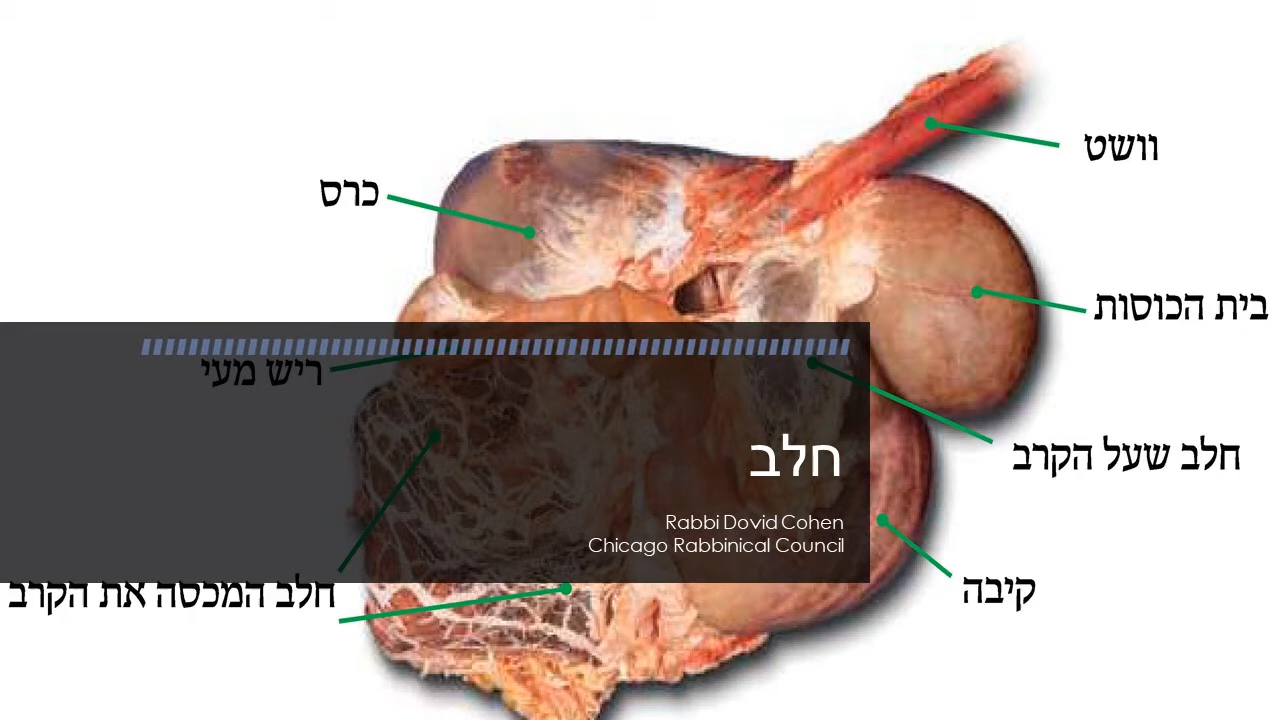 וושט
כרס
בית הכוסות
ריש מעי
חלב שעל הקרב
חלב
Rabbi Dovid Cohen
Chicago Rabbinical Council
קיבה
חלב המכסה את הקרב